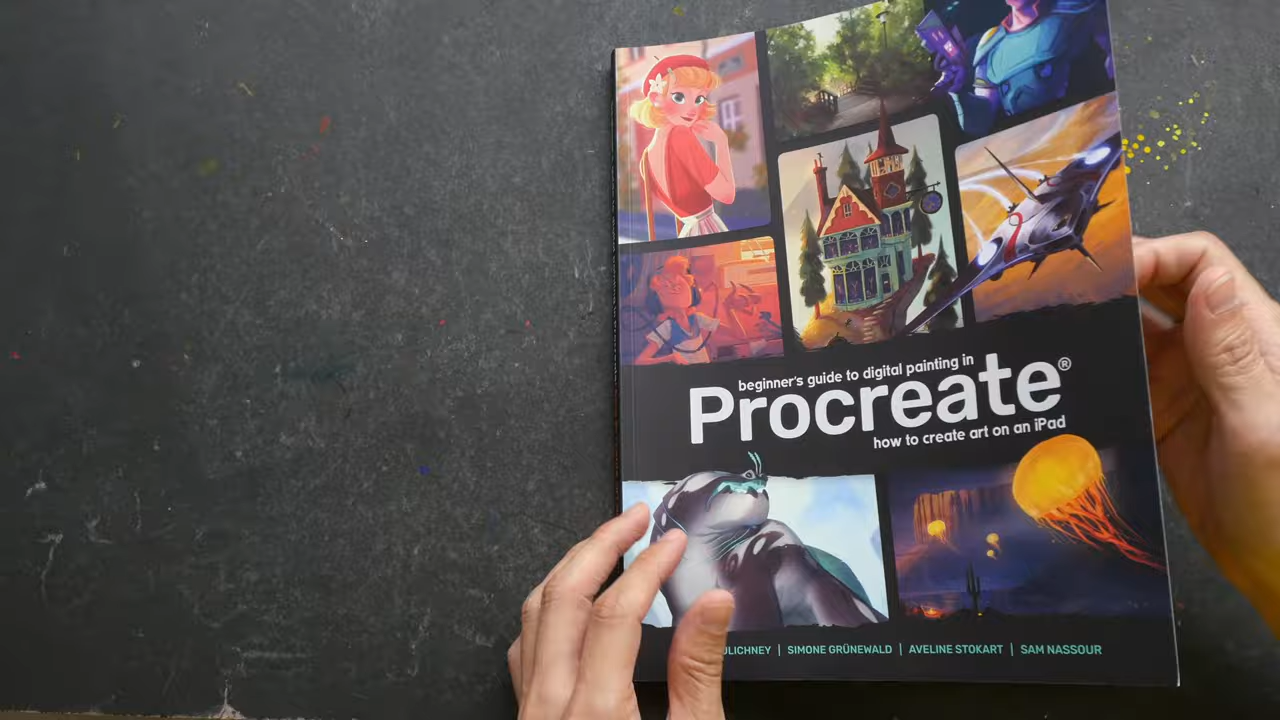 beginner's guide to digital painting in
Procreate®
how to create art on an iPad
| SIMONE GRÜNEWALD | AVELINE STOKART | SAM NASSOUR